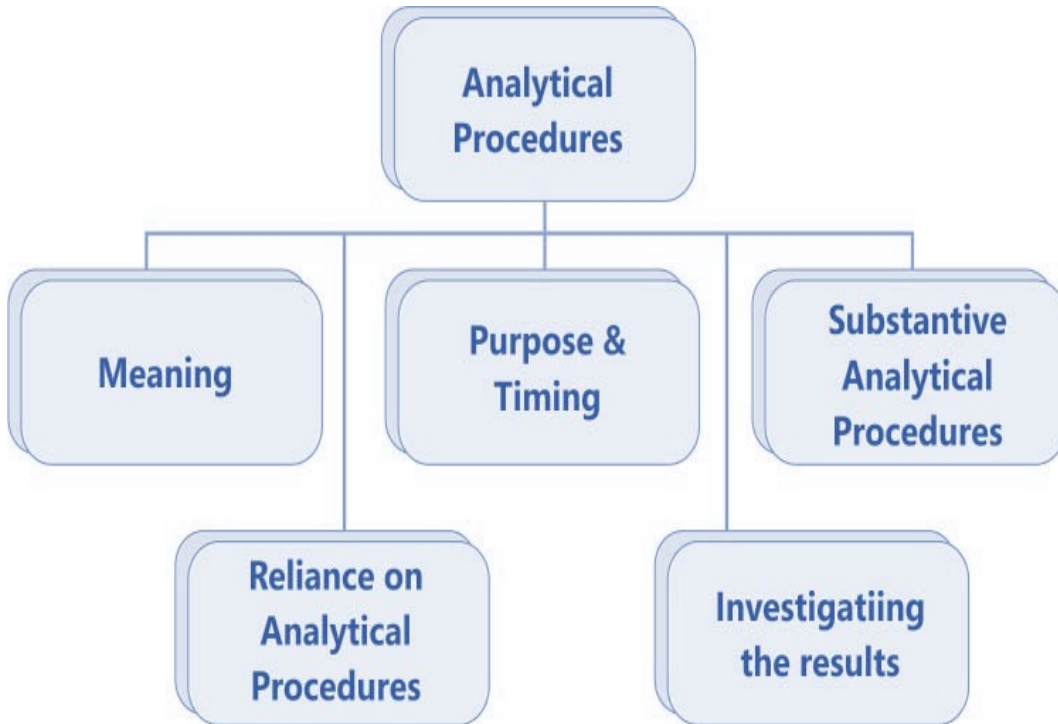 Analytical
Procedures
Meaning
Purpose &
Timing
Substantive
Analytical
Procedures
Reliance on
Analytical
Procedures
Investigatiing
the results